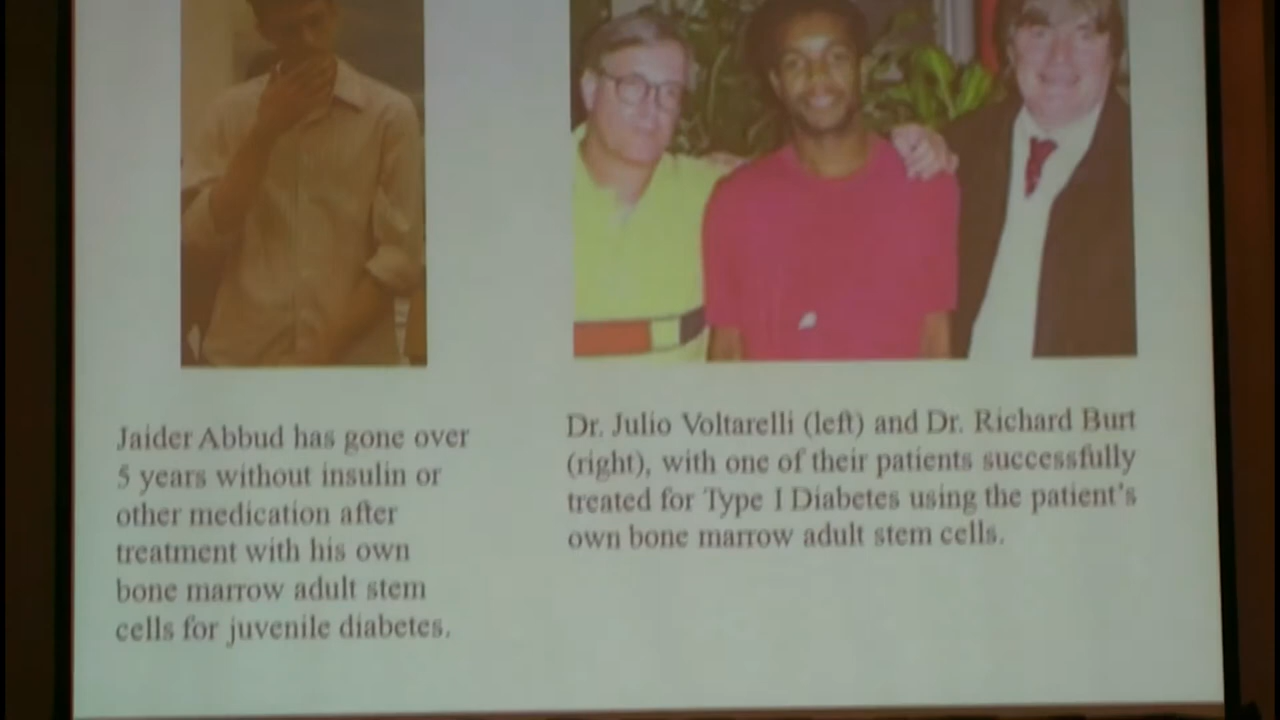 Jaider Abbud has gone over
5 years without insulin or
other medication after
treatment with his own
bone marrow adult stem
cells for juvenile diabetes.
Dr. Julio Voltarelli (left) and Dr. Richard Burt
(right), with one of their patients successfully
treated for Type I Diabetes using the patient's
own bone marrow adult stem cells.